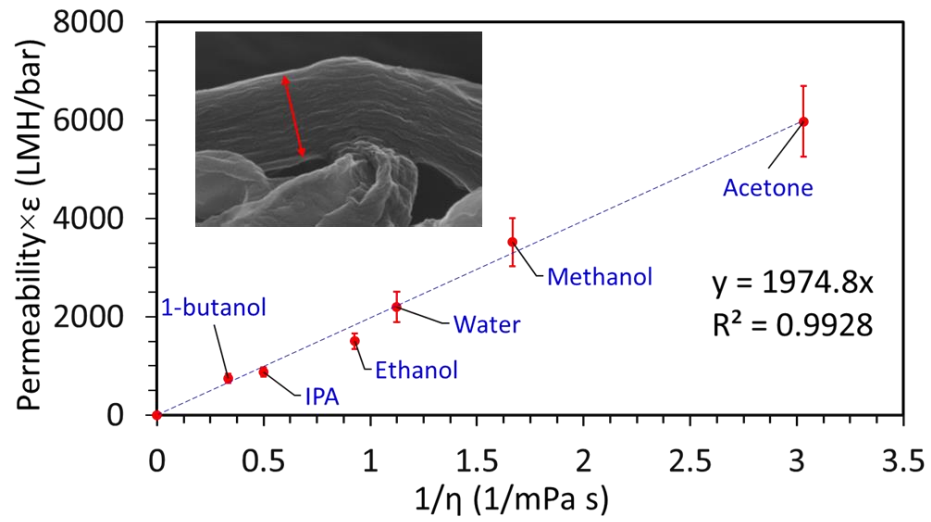 8000
6000
4000
2000
0
Permeability×ε (LMH/bar)
1-butanol
IPA
Ethanol
Water
Methanol
Acetone
y = 1974.8x
R² = 0.9928
0 0.5 1 1.5 2 2.5 3 3.5
1/η (1/mPa s)